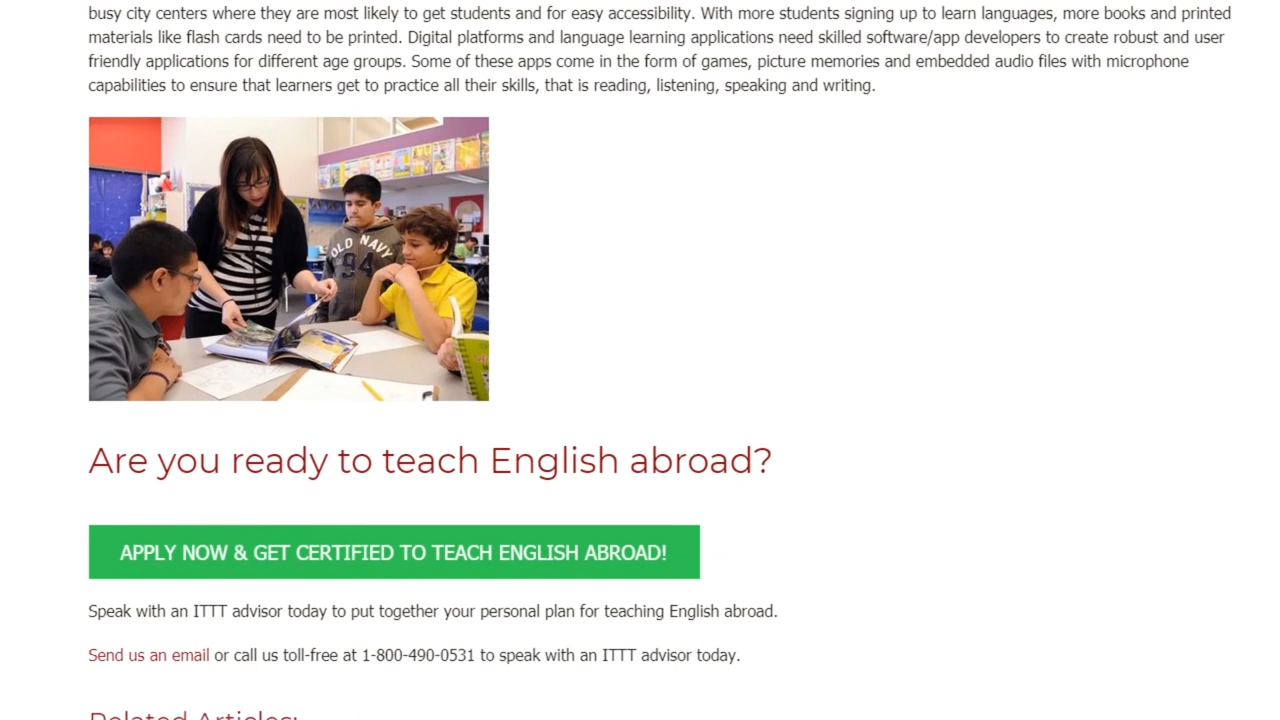 busy city centers where they are most likely to get students and for easy accessibility. With more students signing up to learn languages, more books and printed
materials like flash cards need to be printed. Digital platforms and language learning applications need skilled software/app developers to create robust and user
friendly applications for different age groups. Some of these apps come in the form of games, picture memories and embedded audio files with microphone
capabilities to ensure that learners get to practice all their skills, that is reading, listening, speaking and writing.
OLD NAVY
94
Are you ready to teach English abroad?
APPLY NOW & GET CERTIFIED TO TEACH ENGLISH ABROAD!
Speak with an ITTT advisor today to put together your personal plan for teaching English abroad.
Send us an email or call us toll-free at 1-800-490-0531 to speak with an ITTT advisor today.
Related Articles: